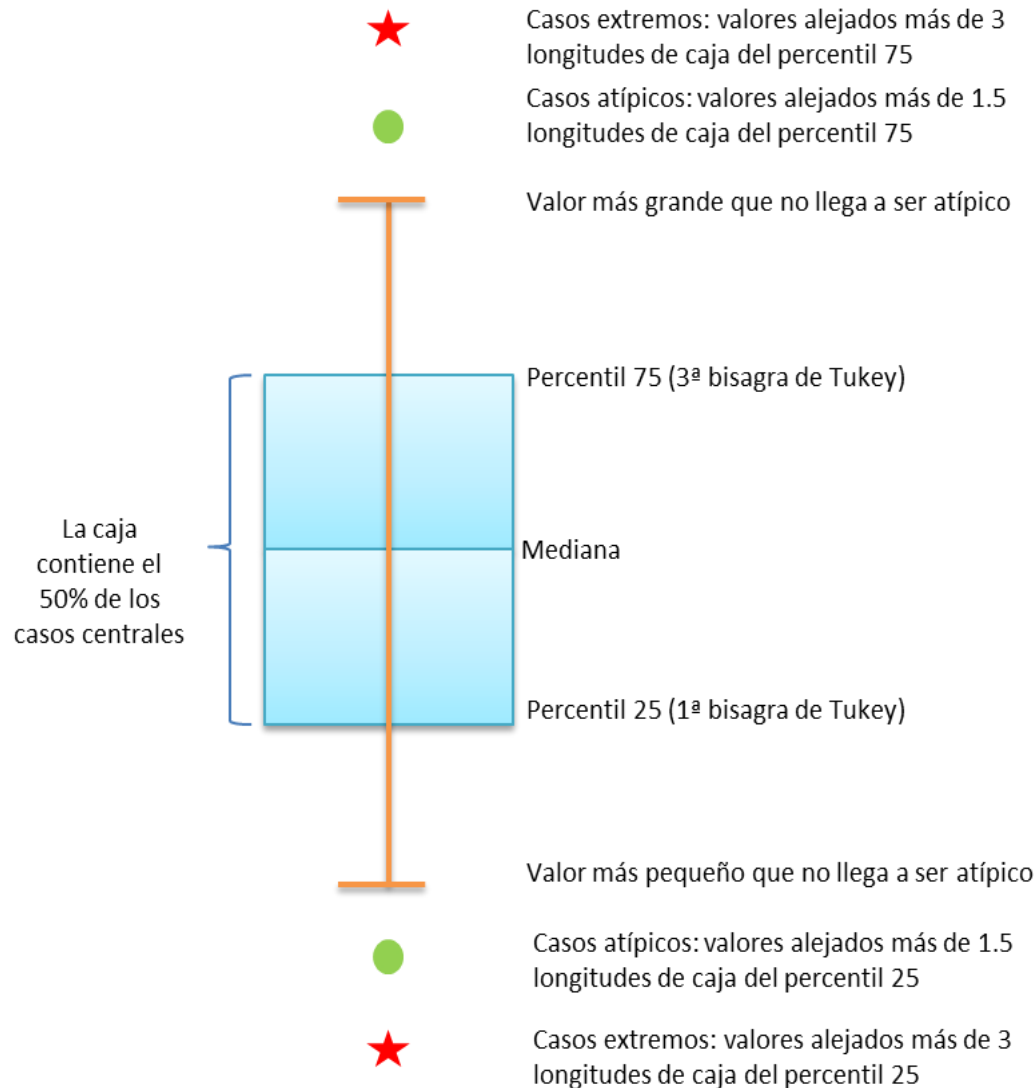 Casos extremos: valores alejados más de 3
longitudes de caja del percentil 75
Casos atípicos: valores alejados más de 1.5
longitudes de caja del percentil 75
Valor más grande que no llega a ser atípico
Percentil 75 (3ª bisagra de Tukey)
La caja
contiene el
50% de los
casos centrales
Mediana
Percentil 25 (1ª bisagra de Tukey)
Valor más pequeño que no llega a ser atípico
Casos atípicos: valores alejados más de 1.5
longitudes de caja del percentil 25
Casos extremos: valores alejados más de 3
longitudes de caja del percentil 25